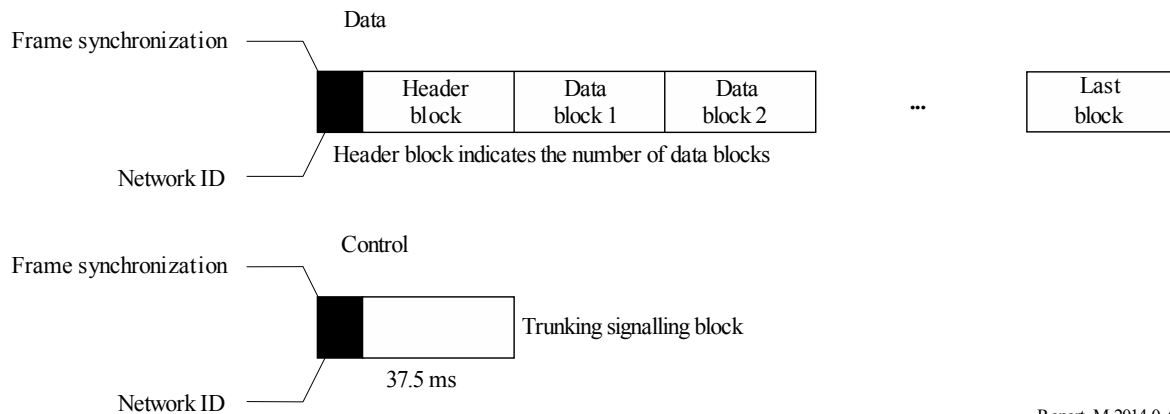 Data
Frame synchronization
Header block
Data block 1
Data block 2
...
Last block
Header block indicates the number of data blocks
Network ID
Control
Frame synchronization
Trunking signalling block
37.5 ms
Network ID